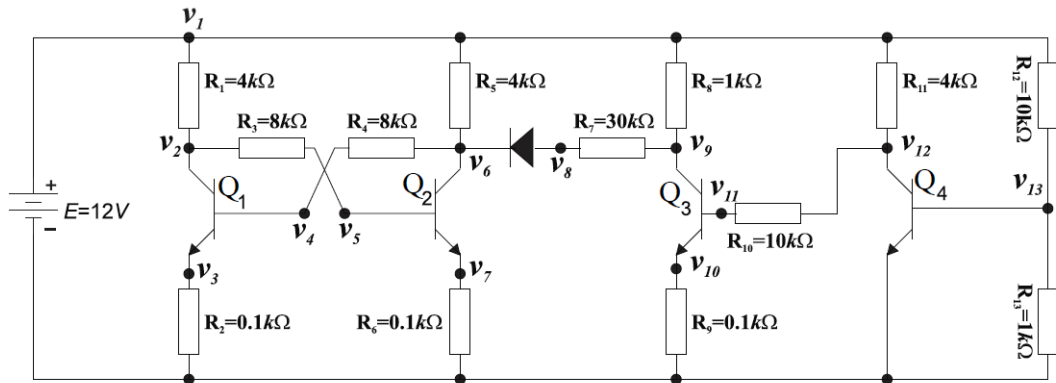 v1
R1=4kΩ
R5=4kΩ
R8=1kΩ
R11=4kΩ
R12=10kΩ
R3=8kΩ
R4=8kΩ
R7=30kΩ
v2
v6
v8
v9
v12
Q1
Q2
Q3
Q4
v11
v13
+
E=12V
−
v4
v5
R10=10kΩ
v3
v7
v10
R2=0.1kΩ
R6=0.1kΩ
R9=0.1kΩ
R13=1kΩ